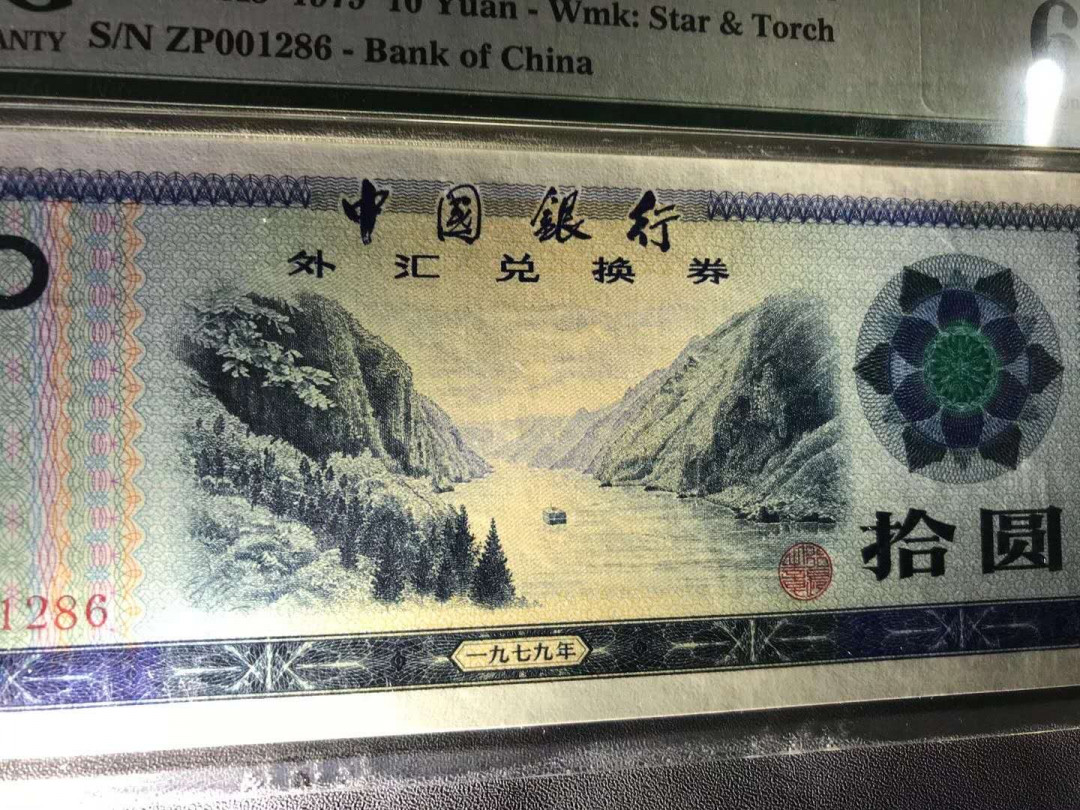 1979 10 Yuan - Wmk: Star & Torch
S/N ZP001286 - Bank of China
中國銀行
外汇兑换券
拾圆
1286
一九七九年